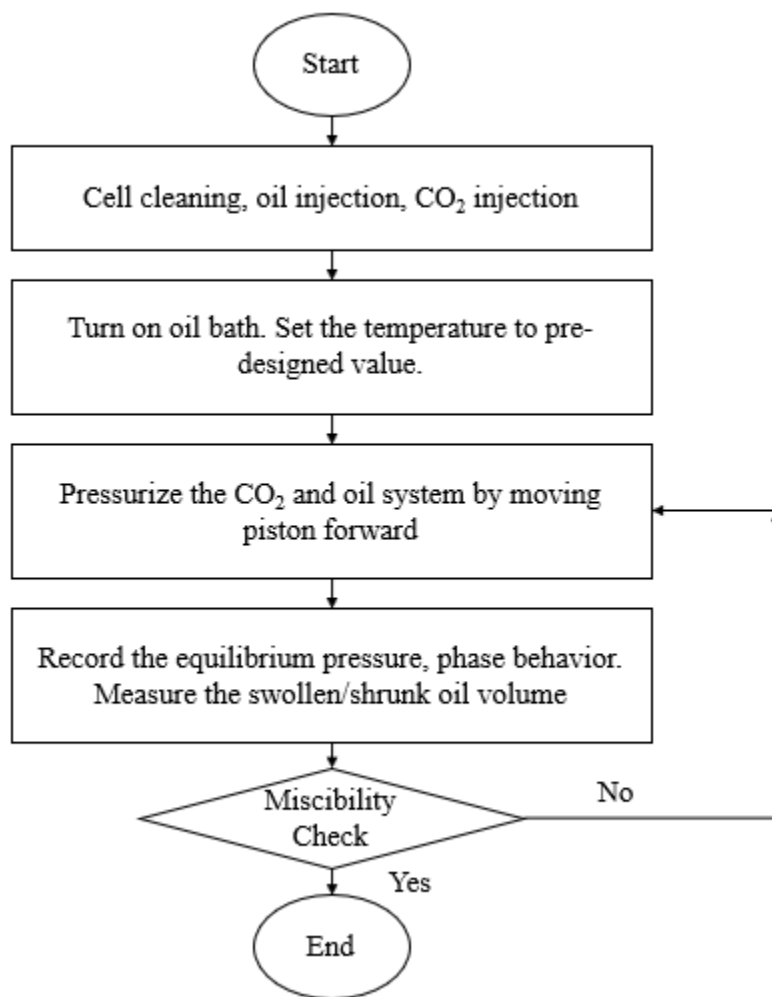 Start
Cell cleaning, oil injection, CO₂ injection
Turn on oil bath. Set the temperature to pre-
designed value.
Pressurize the CO₂ and oil system by moving
piston forward
Record the equilibrium pressure, phase behavior.
Measure the swollen/shrunk oil volume
Miscibility
Check
No
Yes
End